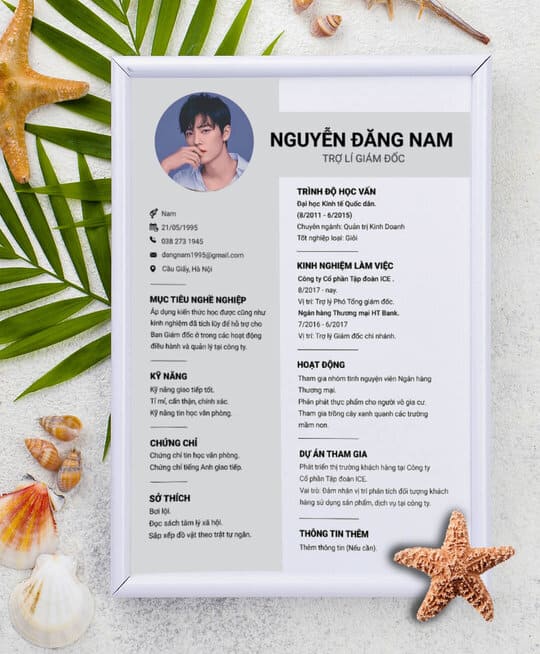 NGUYỄN ĐĂNG NAM
TRỢ LÍ GIÁM ĐỐC
Nam
21/05/1995
038 273 1945
dangnam1995@gmail.com
Cầu Giấy, Hà Nội
MỤC TIÊU NGHỀ NGHIỆP
Áp dụng kiến thức học được cũng như
kinh nghiệm đã tích lũy để hỗ trợ cho
Ban Giám đốc ở trong các hoạt động
điều hành và quản lý tại công ty.
KỸ NĂNG
Kỹ năng giao tiếp tốt.
Tỉ mỉ, cẩn thận, chính xác.
Kỹ năng tin học văn phòng.
CHỨNG CHỈ
Chứng chỉ tin học văn phòng.
Chứng chỉ tiếng Anh giao tiếp.
SỞ THÍCH
Bơi lội.
Đọc sách tâm lý xã hội.
Sắp xếp đồ vật theo trật tự ngăn.
TRÌNH ĐỘ HỌC VẤN
Đại học Kinh tế Quốc dân.
(8/2011 - 6/2015)
Chuyên ngành: Quản trị Kinh Doanh
Tốt nghiệp loại: Giỏi
KINH NGHIỆM LÀM VIỆC
Công ty Cổ phần Tập đoàn ICE .
8/2017 - nay.
Vị trí: Trợ lý Phó Tổng giám đốc.
Ngân hàng Thương mại HT Bank.
7/2016 - 6/2017
Vị trí: Trợ lý Giám đốc chi nhánh.
HOẠT ĐỘNG
Tham gia nhóm tình nguyện viên Ngân hàng
Thương mại.
Phân phát thực phẩm cho người vô gia cư.
Tham gia trồng cây xanh quanh các trường
mầm non.
DỰ ÁN THAM GIA
Phát triển thị trường khách hàng tại Công ty
Cổ phần Tập đoàn ICE.
Vai trò: Đảm nhận vị trí phân tích đối tượng khách
hàng sử dụng sản phẩm, dịch vụ tại công ty.
THÔNG TIN THÊM
Thêm thông tin (Nếu cần).